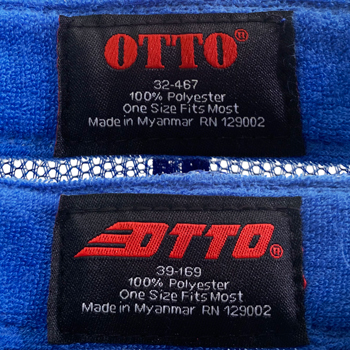 OTTO®
32-467
100% Polyester
One Size Fits Most
Made in Myanmar RN 129002
OTTO®
39-169
100% Polyester
One Size Fits Most
Made in Myanmar RN 129002